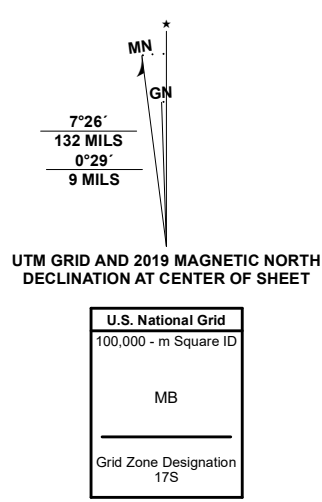 MN
GN
7°26´
132 MILS
0°29´
9 MILS
UTM GRID AND 2019 MAGNETIC NORTH
DECLINATION AT CENTER OF SHEET
U.S. National Grid
100,000 - m Square ID
MB
Grid Zone Designation
17S